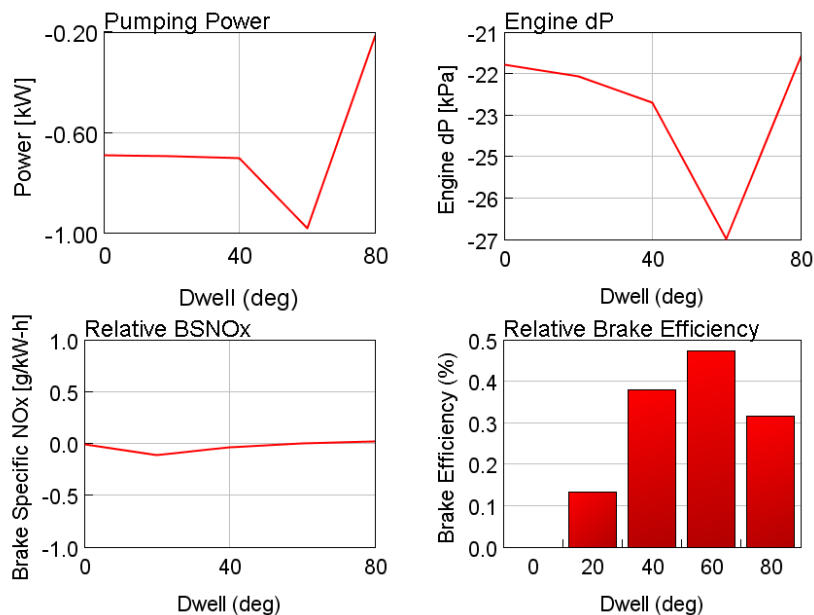 Pumping Power
Power [kW]
-0.20
-0.60
-1.00
0
40
80
Dwell (deg)
Engine dP
Engine dP [kPa]
-21
-22
-23
-25
-26
-27
0
40
80
Dwell (deg)
Relative BSNOx
Brake Specific NOx [g/kW-h]
1.0
0.5
0.0
-0.5
-1.0
0
40
80
Dwell (deg)
Relative Brake Efficiency
Brake Efficiency (%)
0.5
0.4
0.3
0.2
0.1
0.0
0
20
40
60
80
Dwell (deg)